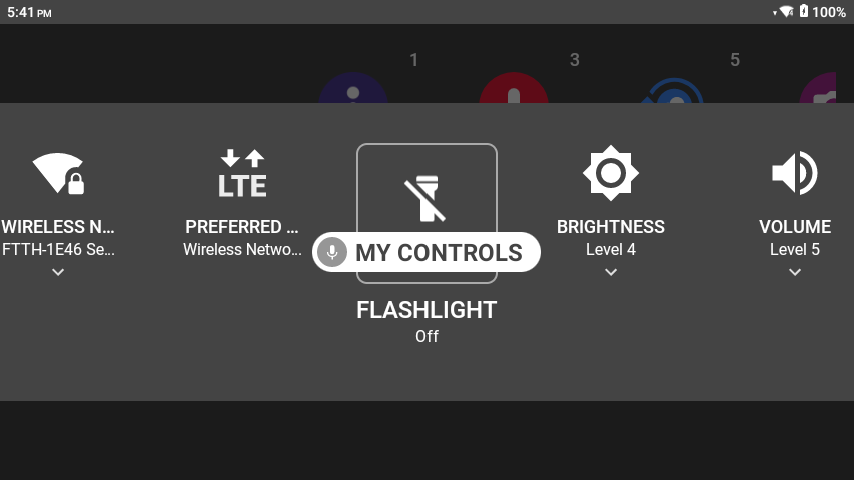 5:41 PM
100%
1
3
5
LTE
WIRELESS N...
FTTH-1E46 Se...
PREFERRED ...
Wireless Netwo...
MY CONTROLS
FLASHLIGHT
Off
BRIGHTNESS
Level 4
VOLUME
Level 5